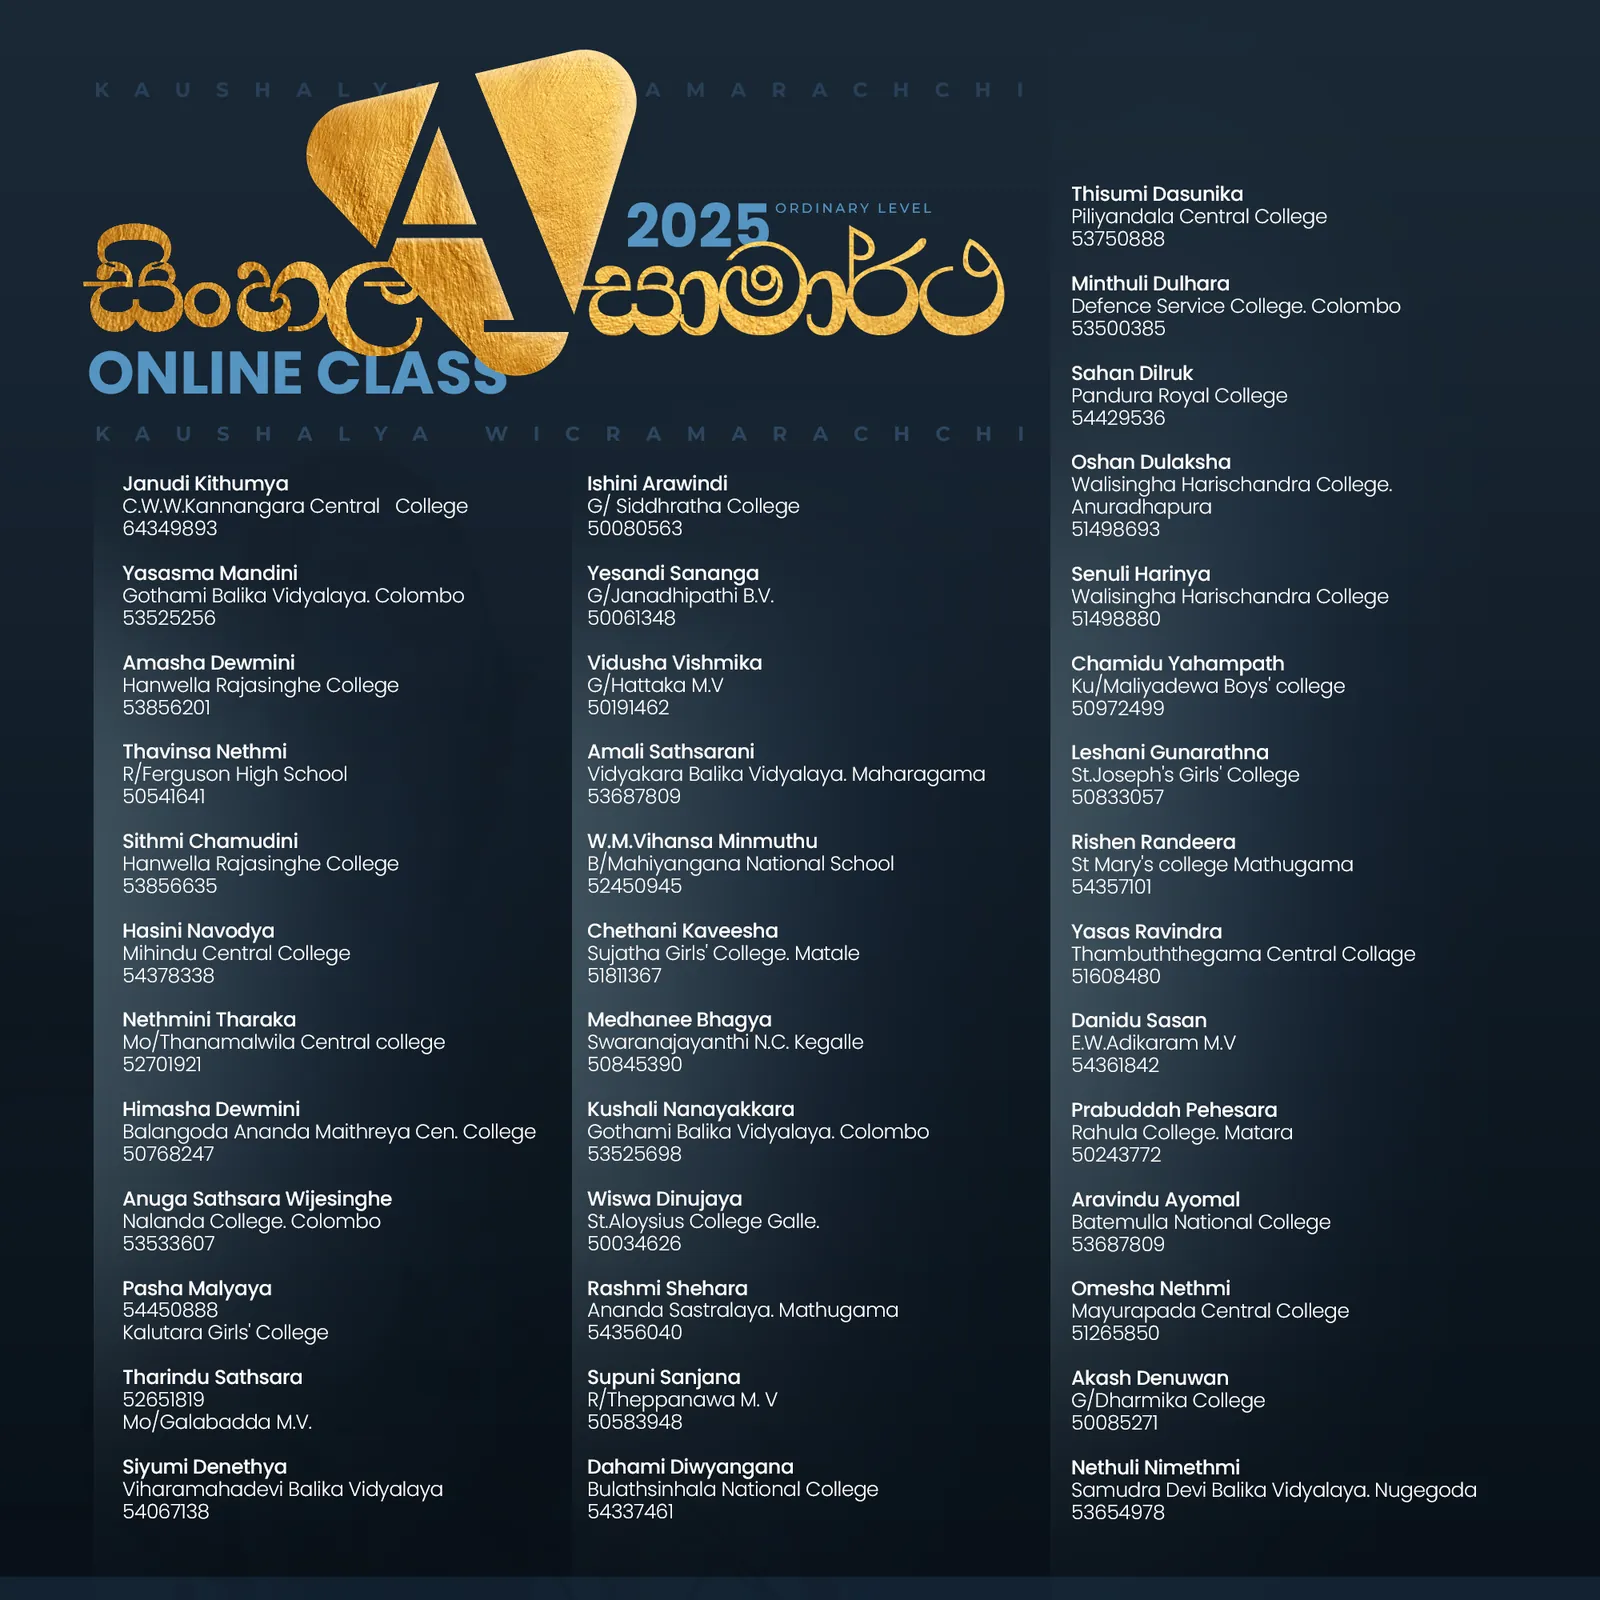 KAUSHALYA
AMARACHCHI
A
2025 ORDINARY LEVEL
සිංහල
සාමාර්ථ
ONLINE CLASS
KAUSHALYA WICRAMARACHCHI
Janudi Kithumya
C.W.W.Kannangara Central College
64349893
Yasasma Mandini
Gothami Balika Vidyalaya. Colombo
53525256
Amasha Dewmini
Hanwella Rajasinghe College
53856201
Thavinsa Nethmi
R/Ferguson High School
50541641
Sithmi Chamudini
Hanwella Rajasinghe College
53856635
Hasini Navodya
Mihindu Central College
54378338
Nethmini Tharaka
Mo/Thanamalwila Central college
52701921
Himasha Dewmini
Balangoda Ananda Maithreya Cen. College
50768247
Anuga Sathsara Wijesinghe
Nalanda College. Colombo
53533607
Pasha Malyaya
54450888
Kalutara Girls' College
Tharindu Sathsara
52651819
Mo/Galabadda M.V.
Siyumi Denethya
Viharamahadevi Balika Vidyalaya
54067138
Ishini Arawindi
G/ Siddhratha College
50080563
Yesandi Sananga
G/Janadhipathi B.V.
50061348
Vidusha Vishmika
G/Hattaka M.V
50191462
Amali Sathsarani
Vidyakara Balika Vidyalaya. Maharagama
53687809
W.M.Vihansa Minmuthu
B/Mahiyangana National School
52450945
Chethani Kaveesha
Sujatha Girls' College. Matale
51811367
Medhanee Bhagya
Swaranajayanthi N.C. Kegalle
50845390
Kushali Nanayakkara
Gothami Balika Vidyalaya. Colombo
53525698
Wiswa Dinujaya
St.Aloysius College Galle.
50034626
Rashmi Shehara
Ananda Sastralaya. Mathugama
54356040
Supuni Sanjana
R/Theppanawa M. V
50583948
Dahami Diwyangana
Bulathsinhala National College
54337461
Thisumi Dasunika
Piliyandala Central College
53750888
Minthuli Dulhara
Defence Service College. Colombo
53500385
Sahan Dilruk
Pandura Royal College
54429536
Oshan Dulaksha
Walisingha Harischandra College.
Anuradhapura
51498693
Senuli Harinya
Walisingha Harischandra College
51498880
Chamidu Yahampath
Ku/Maliyadewa Boys' college
50972499
Leshani Gunarathna
St.Joseph's Girls' College
50833057
Rishen Randeera
St Mary's college Mathugama
54357101
Yasas Ravindra
Thambuththegama Central Collage
51608480
Danidu Sasan
E.W.Adikaram M.V
54361842
Prabuddah Pehesara
Rahula College. Matara
50243772
Aravindu Ayomal
Batemulla National College
53687809
Omesha Nethmi
Mayurapada Central College
51265850
Akash Denuwan
G/Dharmika College
50085271
Nethuli Nimethmi
Samudra Devi Balika Vidyalaya. Nugegoda
53654978